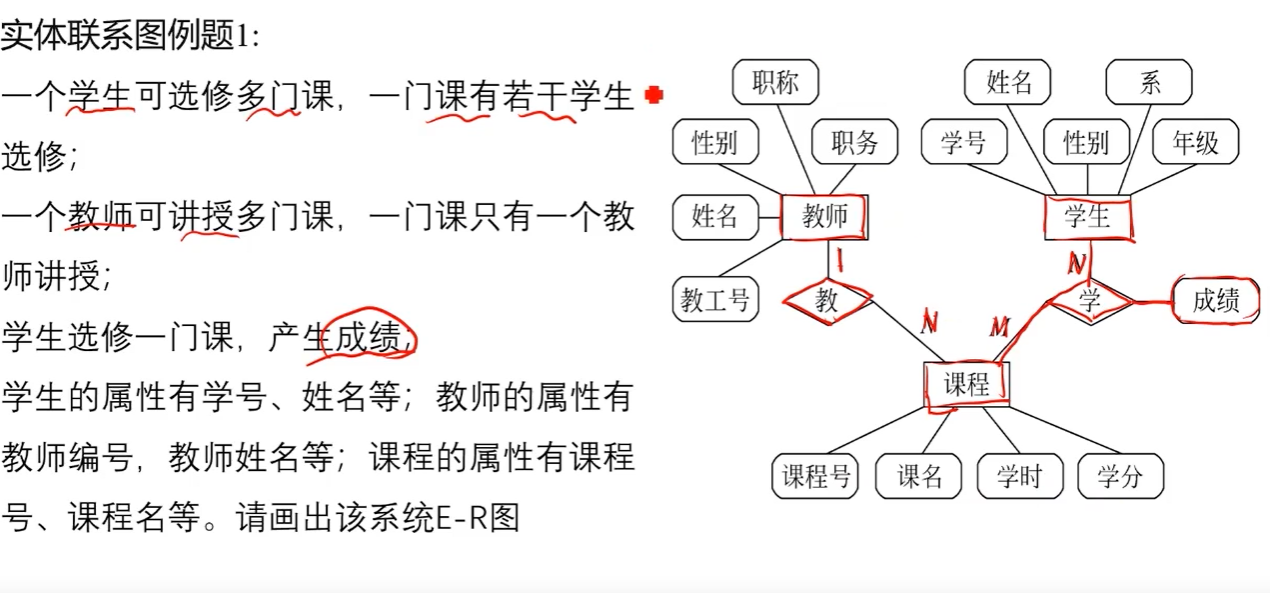 实体联系图例题1:
一个学生可选修多门课，一门课有若干学生
选修；
一个教师可讲授多门课，一门课只有一个教
师讲授；
学生选修一门课，产生成绩；
学生的属性有学号、姓名等；教师的属性有
教师编号，教师姓名等；课程的属性有课程
号、课程名等。请画出该系统E-R图
职称
姓名
系
性别
职务
学号
性别
年级
姓名
教师
学生
1
N
教工号
教
学
成绩
N
M
课程
课程号
课名
学时
学分